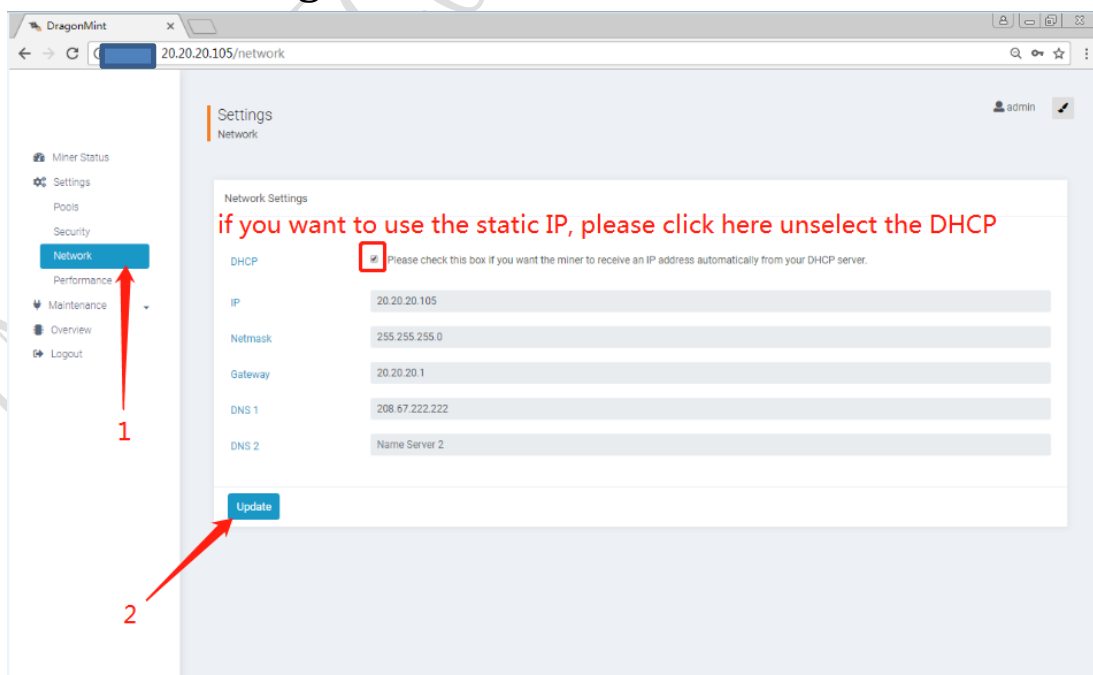 DragonMint
20.20.20.105/network
Settings
Network
admin
Miner Status
Settings
Pools
Security
Network
Performance
Maintenance
Overview
Logout
Network Settings
if you want to use the static IP, please click here unselect the DHCP
DHCP
Please check this box if you want the miner to receive an IP address automatically from your DHCP server.
IP
20.20.20.105
Netmask
255.255.255.0
Gateway
20.20.20.1
DNS 1
208.67.222.222
DNS 2
Name Server 2
Update
1
2